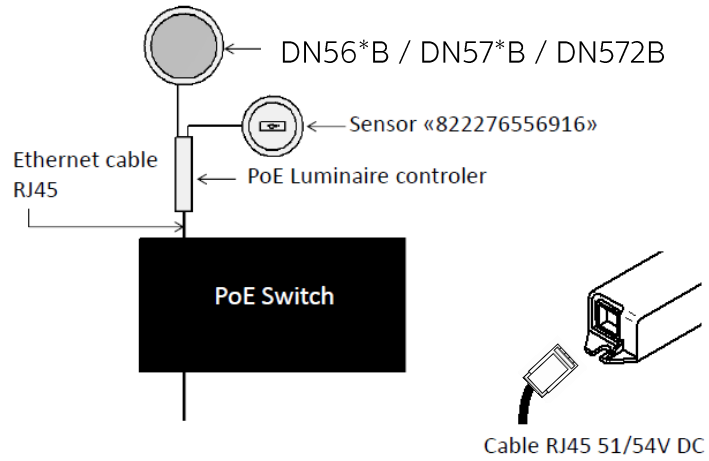 DN56*B / DN57*B / DN572B
Sensor «822276556916»
Ethernet cable
RJ45
PoE Luminaire controler
PoE Switch
Cable RJ45 51/54V DC